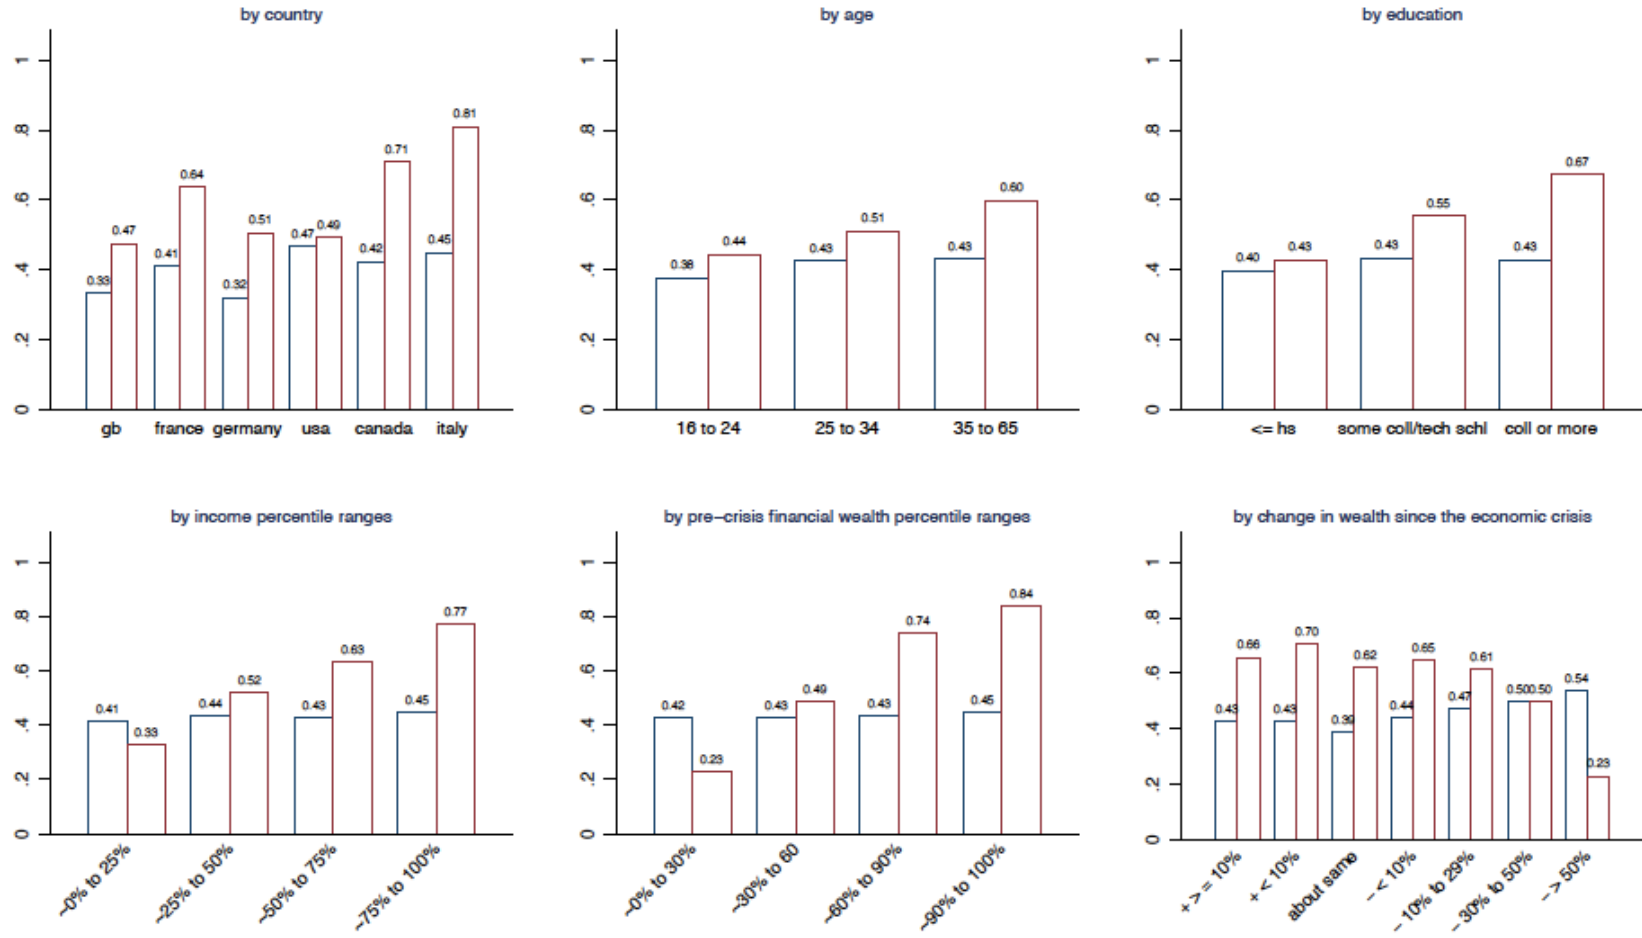 by country
1
.8
.6
.4
.2
0
0.33 0.47 0.41 0.64 0.32 0.51 0.47 0.49 0.42 0.71 0.45 0.81
gb france germany usa canada italy
by age
1
.8
.6
.4
.2
0
0.38 0.44 0.43 0.51 0.43 0.60
16 to 24 25 to 34 35 to 65
by education
1
.8
.6
.4
.2
0
0.40 0.43 0.43 0.55 0.43 0.67
<= hs some coll/tech schl coll or more
by income percentile ranges
1
.8
.6
.4
.2
0
0.41 0.33 0.44 0.52 0.43 0.63 0.45 0.77
~0% to 25% ~25% to 50% ~50% to 75% ~75% to 100%
by pre-crisis financial wealth percentile ranges
1
.8
.6
.4
.2
0
0.42 0.23 0.43 0.49 0.43 0.74 0.45 0.84
~0% to 30% ~30% to 60 ~60% to 90% ~90% to 100%
by change in wealth since the economic crisis
1
.8
.6
.4
.2
0
0.43 0.66 0.43 0.70 0.39 0.62 0.44 0.65 0.47 0.61 0.50 0.50 0.54 0.23
+ > = 10% + < 10% about same - < 10% - 10% to 29% - 30% to 50% - > 50%